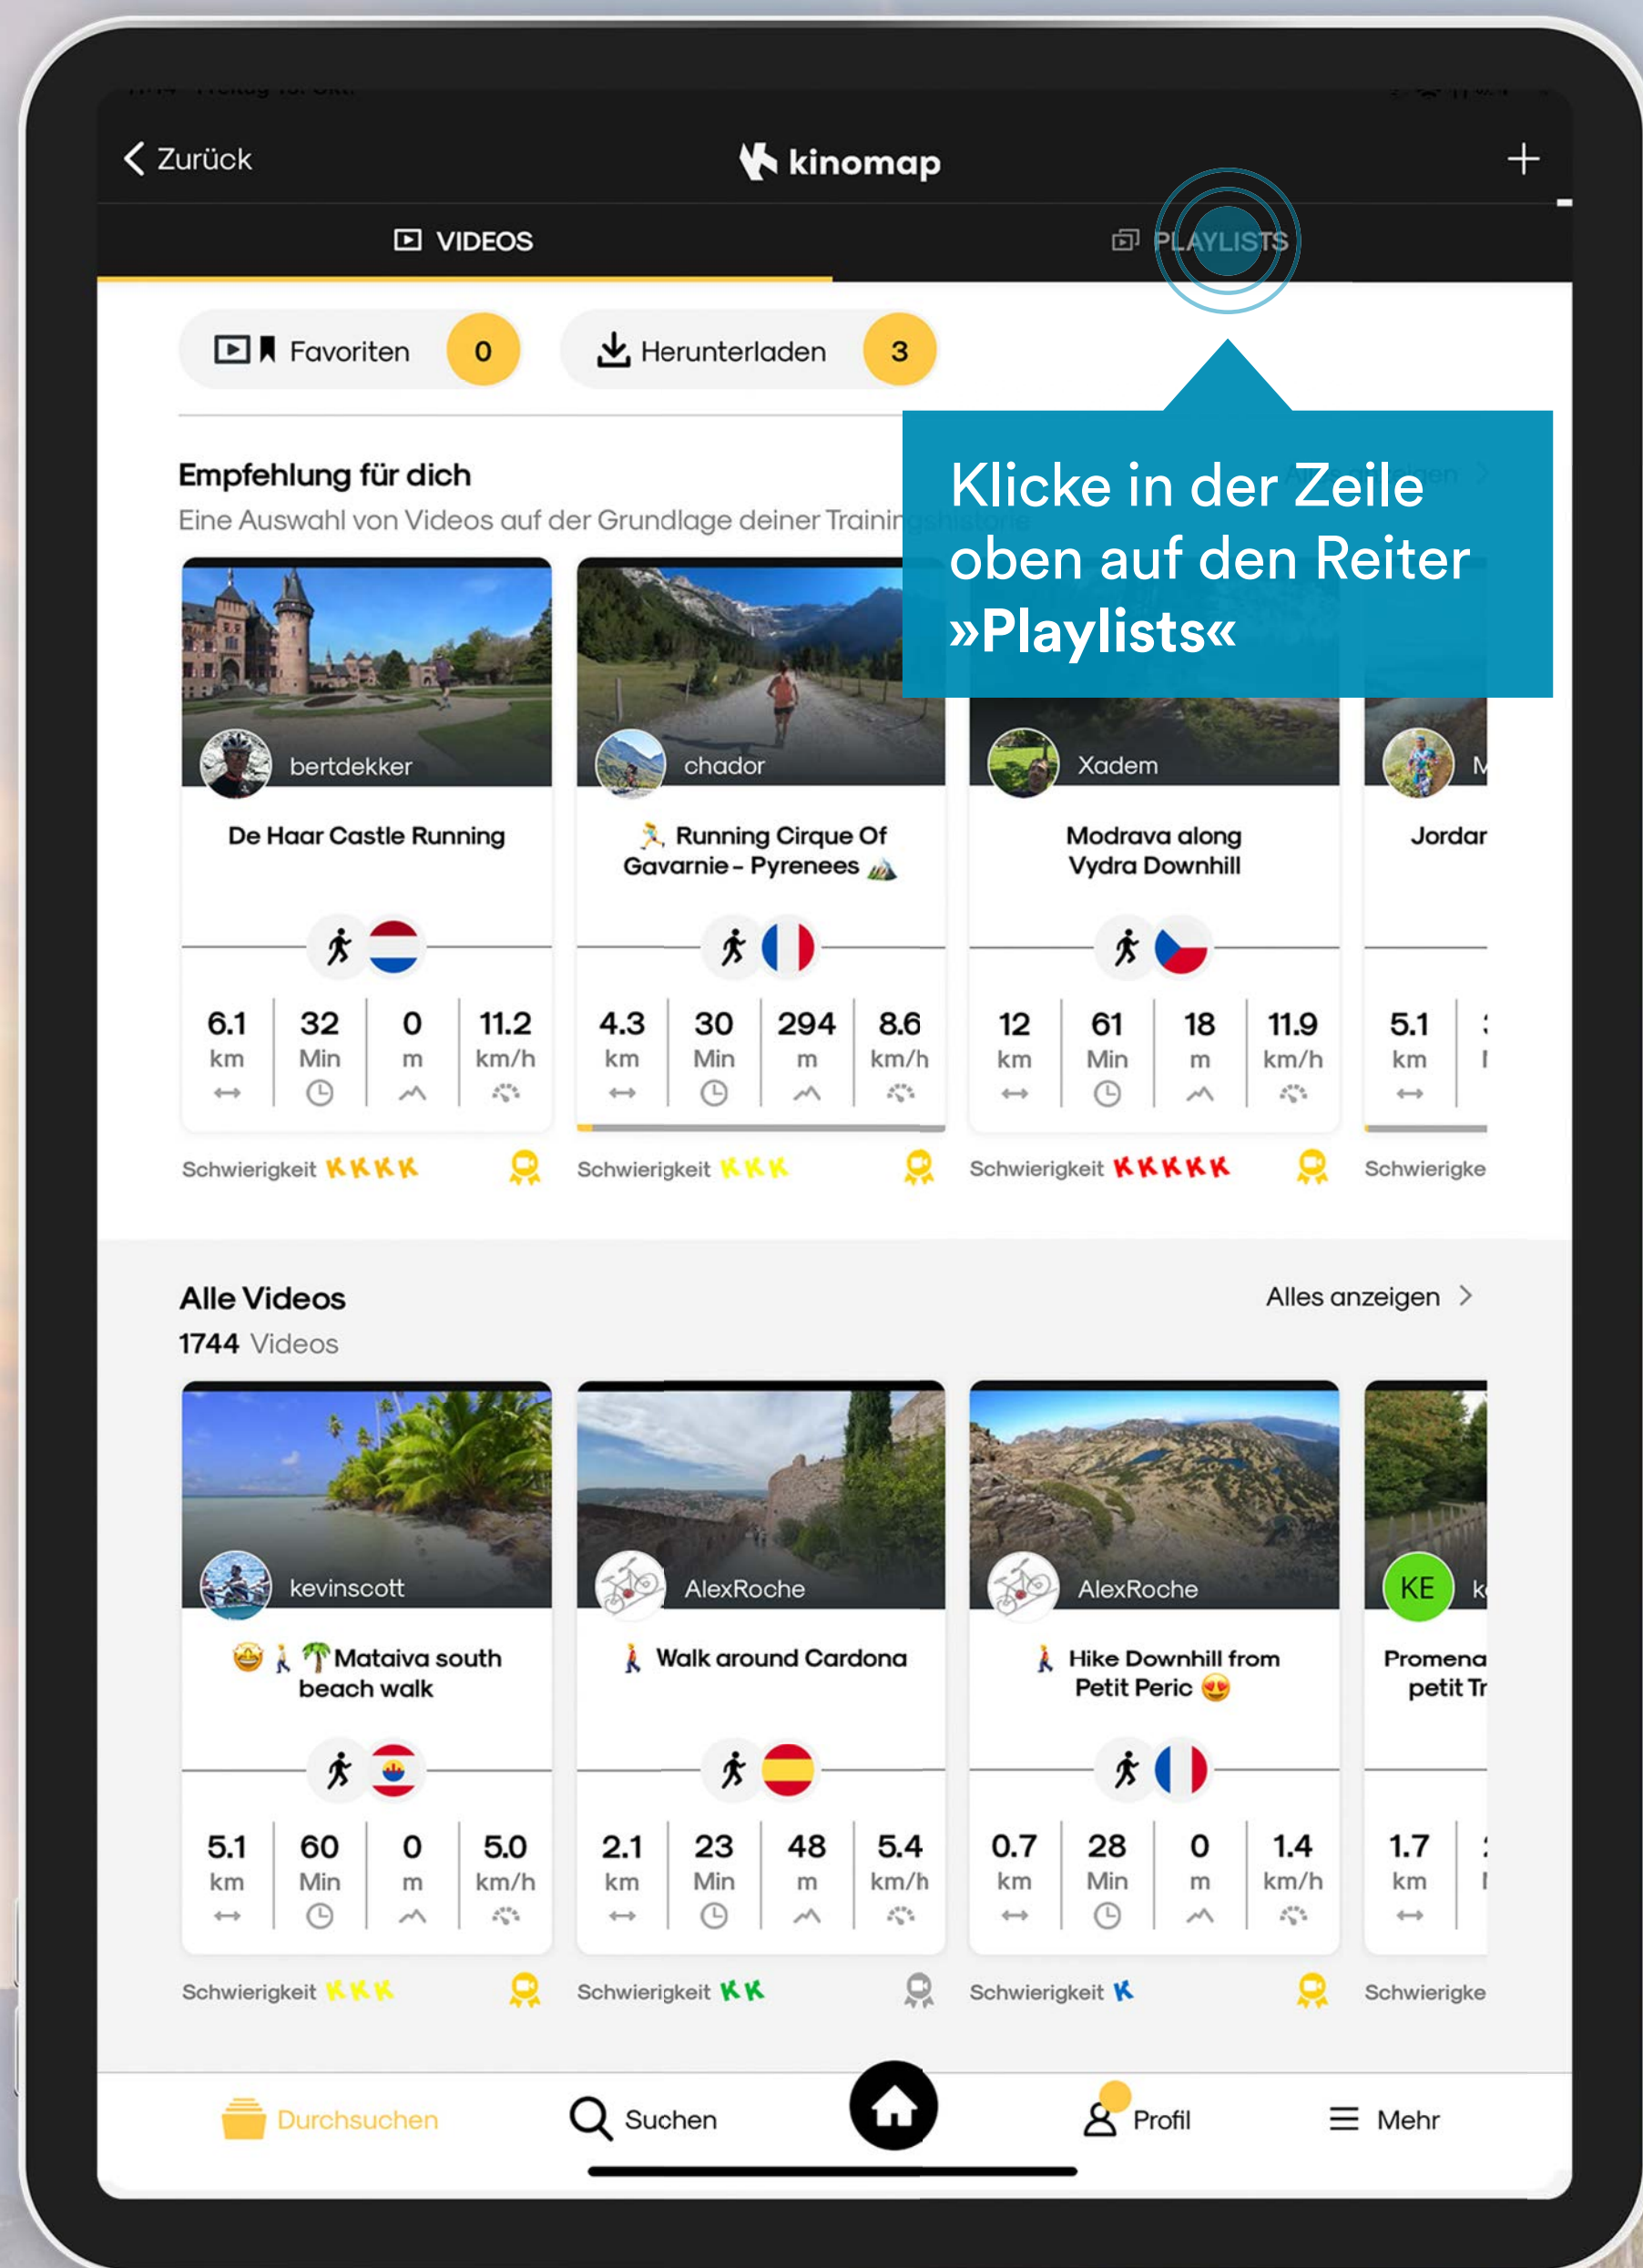 Zurück
kinomap
VIDEOS
PLAYLISTS
Favoriten 0
Herunterladen 3
Klicke in der Zeile
oben auf den Reiter
»Playlists«
Empfehlung für dich
Eine Auswahl von Videos auf der Grundlage deiner Trainingshistorie
bertdekker
chador
Xadem
M
De Haar Castle Running
Running Cirque Of
Gavarnie - Pyrenees
Modrava along
Vydra Downhill
Jordar
6.1 32 0 11.2
km Min m km/h
4.3 30 294 8.6
km Min m km/h
12 61 18 11.9
km Min m km/h
5.1
km
Schwierigkeit KKKK
Schwierigkeit KKK
Schwierigkeit KKKKK
Schwierigke
Alle Videos
Alles anzeigen
1744 Videos
kevinscott
AlexRoche
AlexRoche
KE
k
Mataiva south
beach walk
Walk around Cardona
Hike Downhill from
Petit Peric
Promena
petit Tr
5.1 60 0 5.0
km Min m km/h
2.1 23 48 5.4
km Min m km/h
0.7 28 0 1.4
km Min m km/h
1.7
km
Schwierigkeit KKK
Schwierigkeit KK
Schwierigkeit K
Schwierigke
Durchsuchen
Suchen
Profil
Mehr